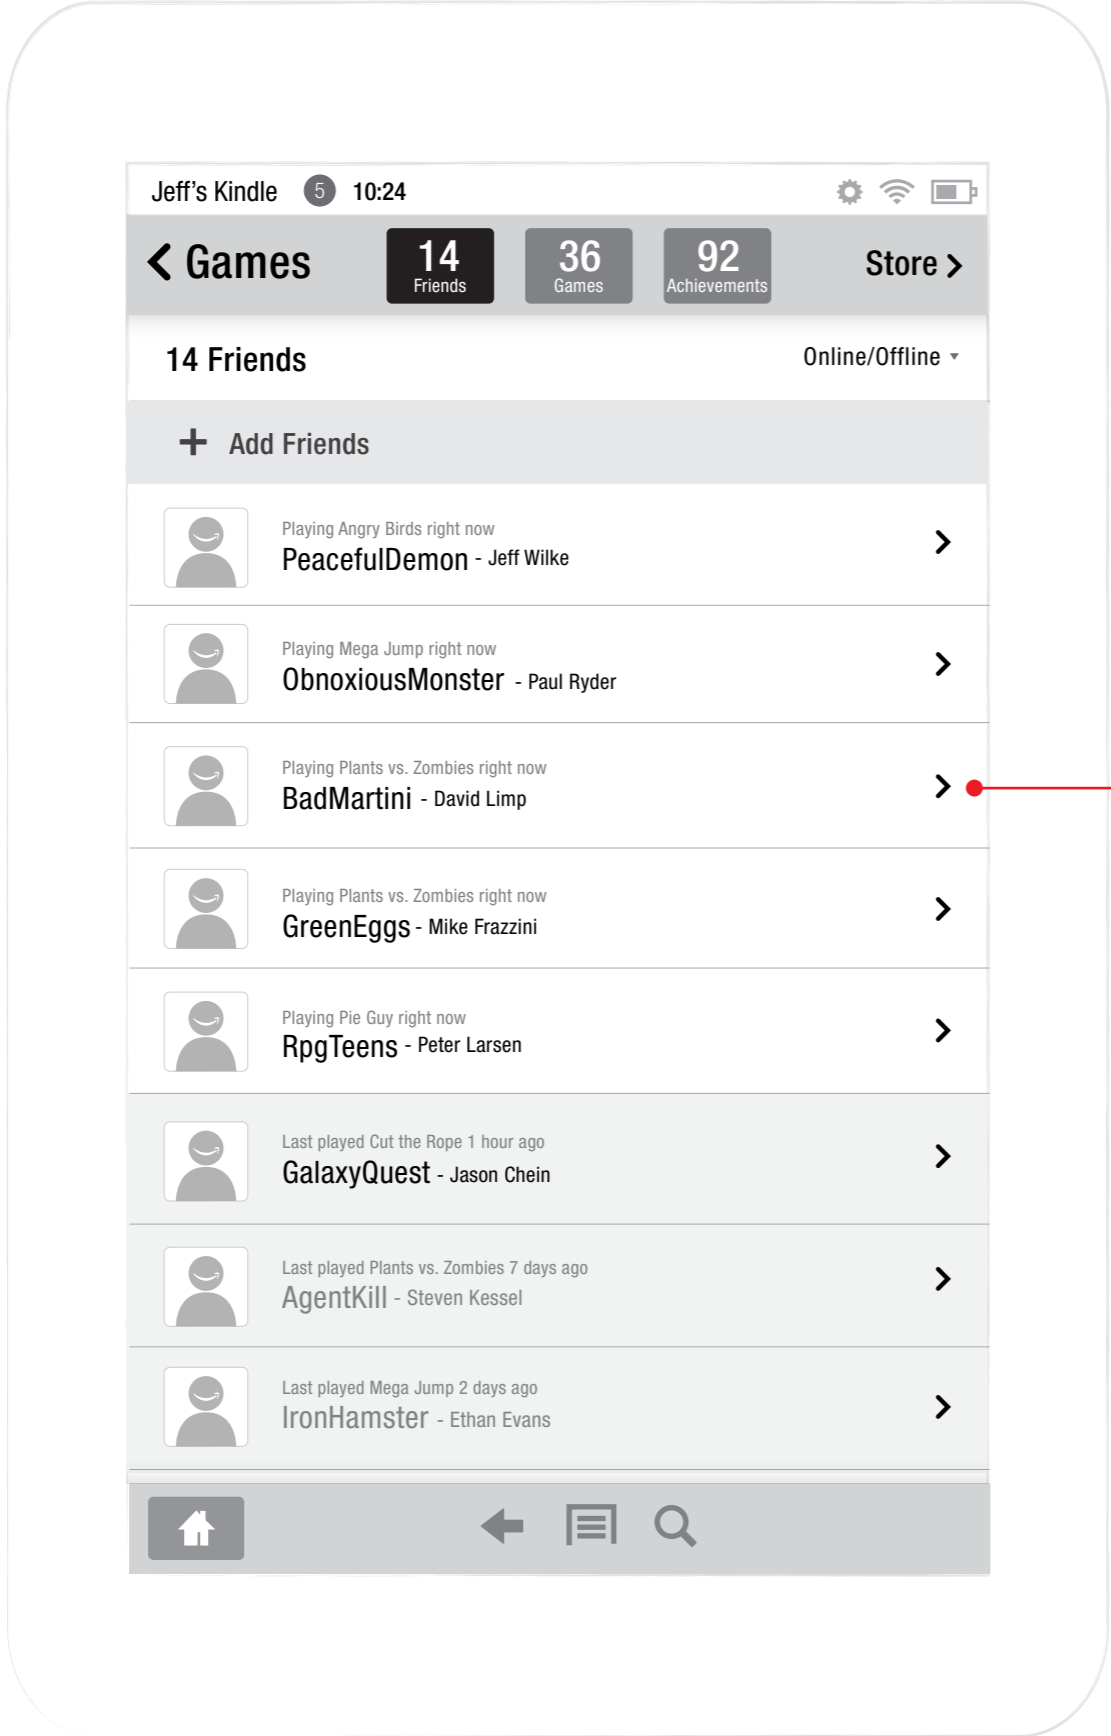 Jeff's Kindle 5 10:24
Games
14
Friends
36
Games
92
Achievements
Store
14 Friends
Online/Offline
Add Friends
Playing Angry Birds right now
PeacefulDemon - Jeff Wilke
Playing Mega Jump right now
ObnoxiousMonster - Paul Ryder
Playing Plants vs. Zombies right now
BadMartini - David Limp
Playing Plants vs. Zombies right now
GreenEggs - Mike Frazzini
Playing Pie Guy right now
RpgTeens - Peter Larsen
Last played Cut the Rope 1 hour ago
GalaxyQuest - Jason Chein
Last played Plants vs. Zombies 7 days ago
AgentKill - Steven Kessel
Last played Mega Jump 2 days ago
IronHamster - Ethan Evans